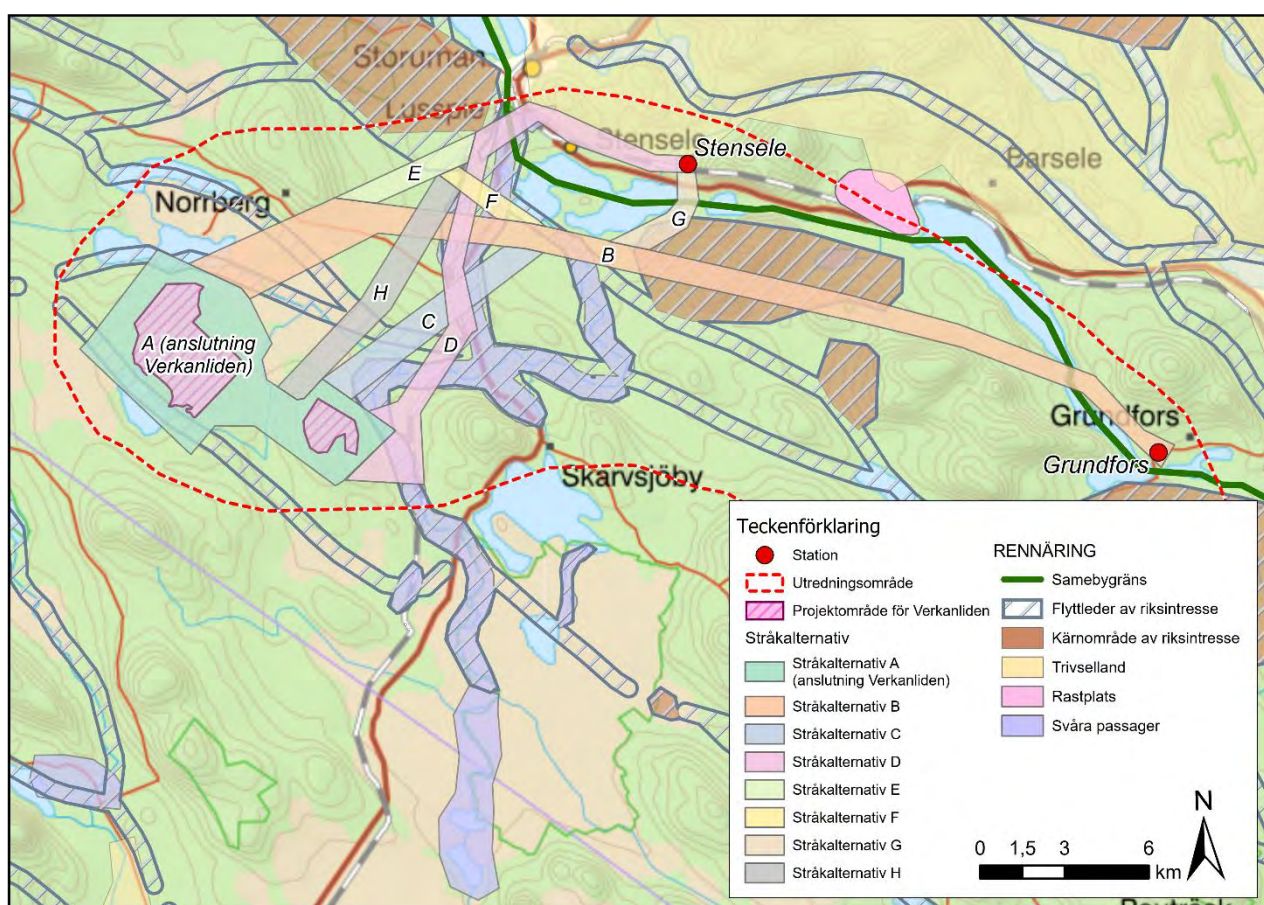 Storuman
Lusspie
Stensele
Stensele
Barsele
Norrberg
E
F
G
B
H
C
D
A (anslutning
Verkanliden)
Grundfors
Grundfors
Skarvsjöby
Teckenförklaring
Station
Utredningsområde
Projektområde för Verkanliden
Stråkalternativ
Stråkalternativ A
(anslutning Verkanliden)
Stråkalternativ B
Stråkalternativ C
Stråkalternativ D
Stråkalternativ E
Stråkalternativ F
Stråkalternativ G
Stråkalternativ H
RENNÄRING
Samebygräns
Flyttleder av riksintresse
Kärnområde av riksintresse
Trivselland
Rastplats
Svåra passager
N
0 1,5 3 6
km